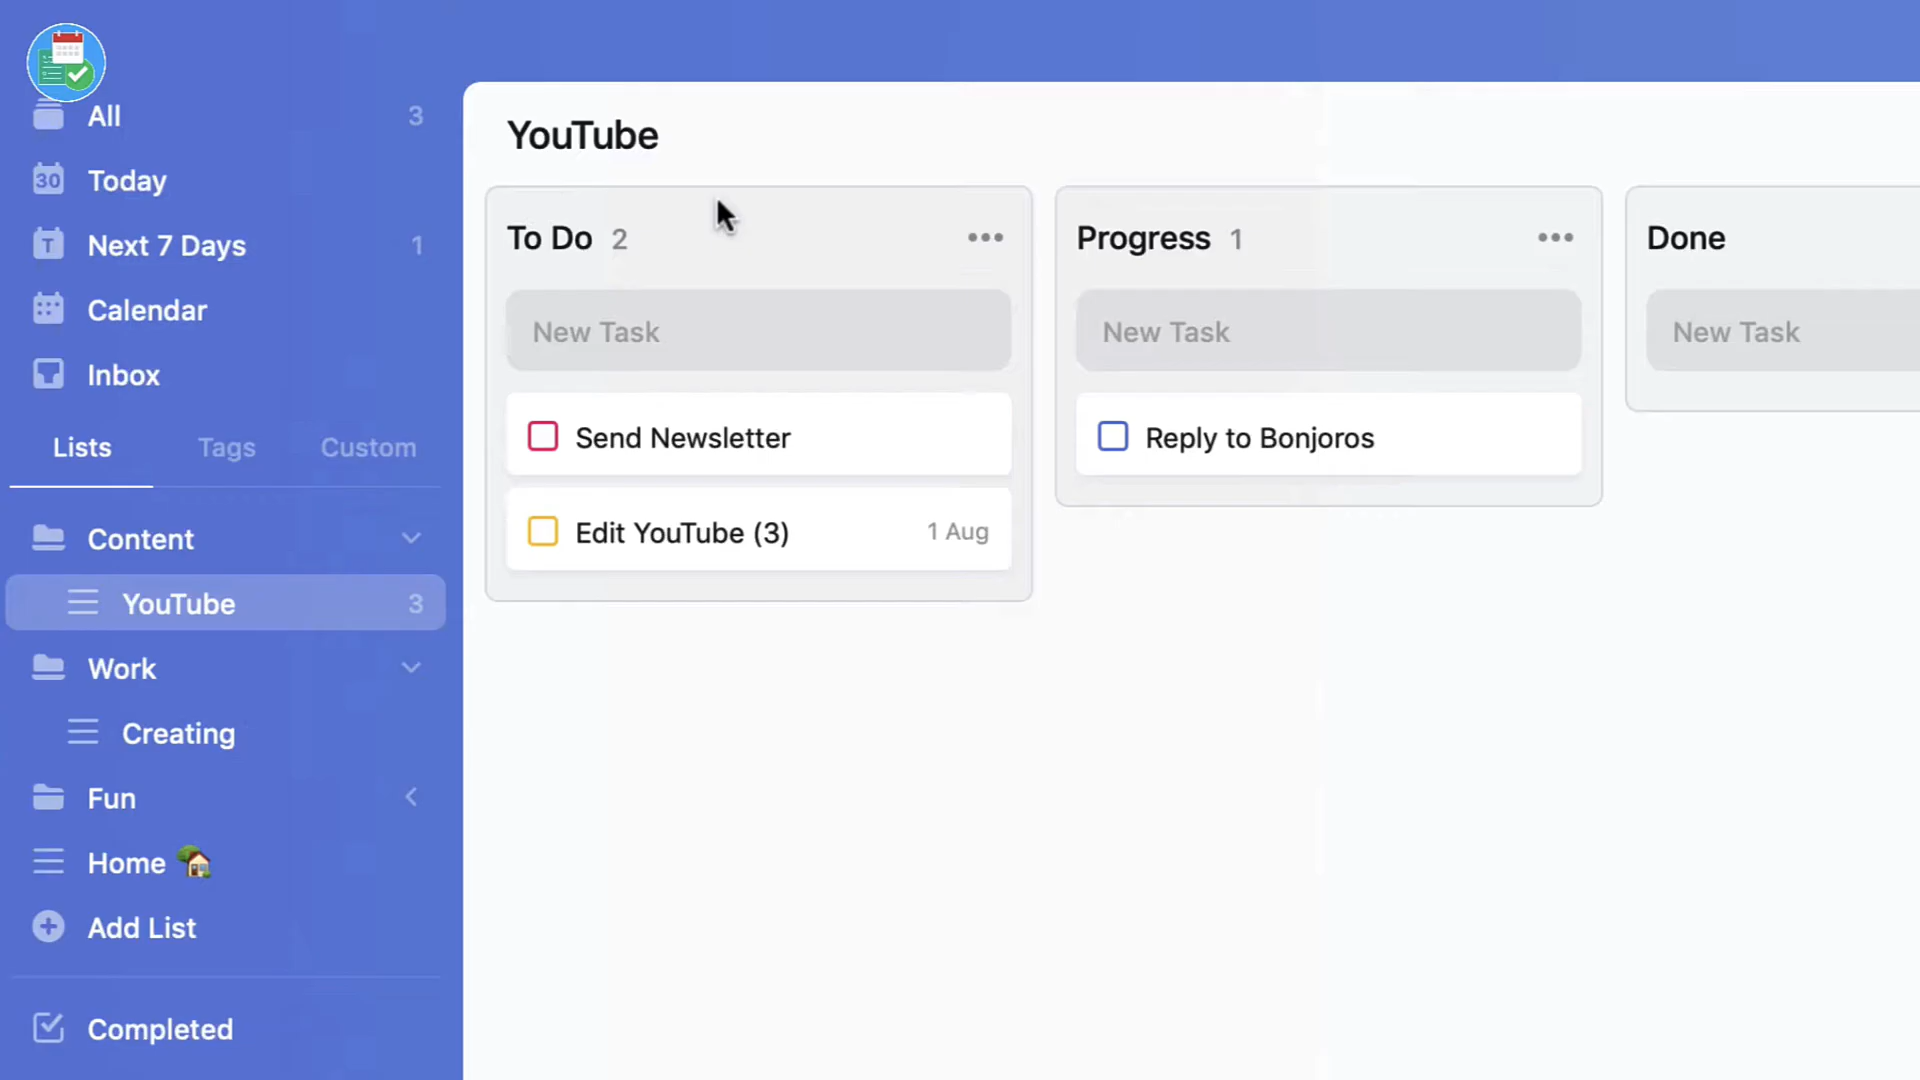 All 3
30 Today
T Next 7 Days 1
Calendar
Inbox
Lists Tags Custom
Content
YouTube 3
Work
Creating
Fun
Home
Add List
Completed
YouTube
To Do 2
New Task
Send Newsletter
Edit YouTube (3) 1 Aug
Progress 1
New Task
Reply to Bonjoros
Done
New Task